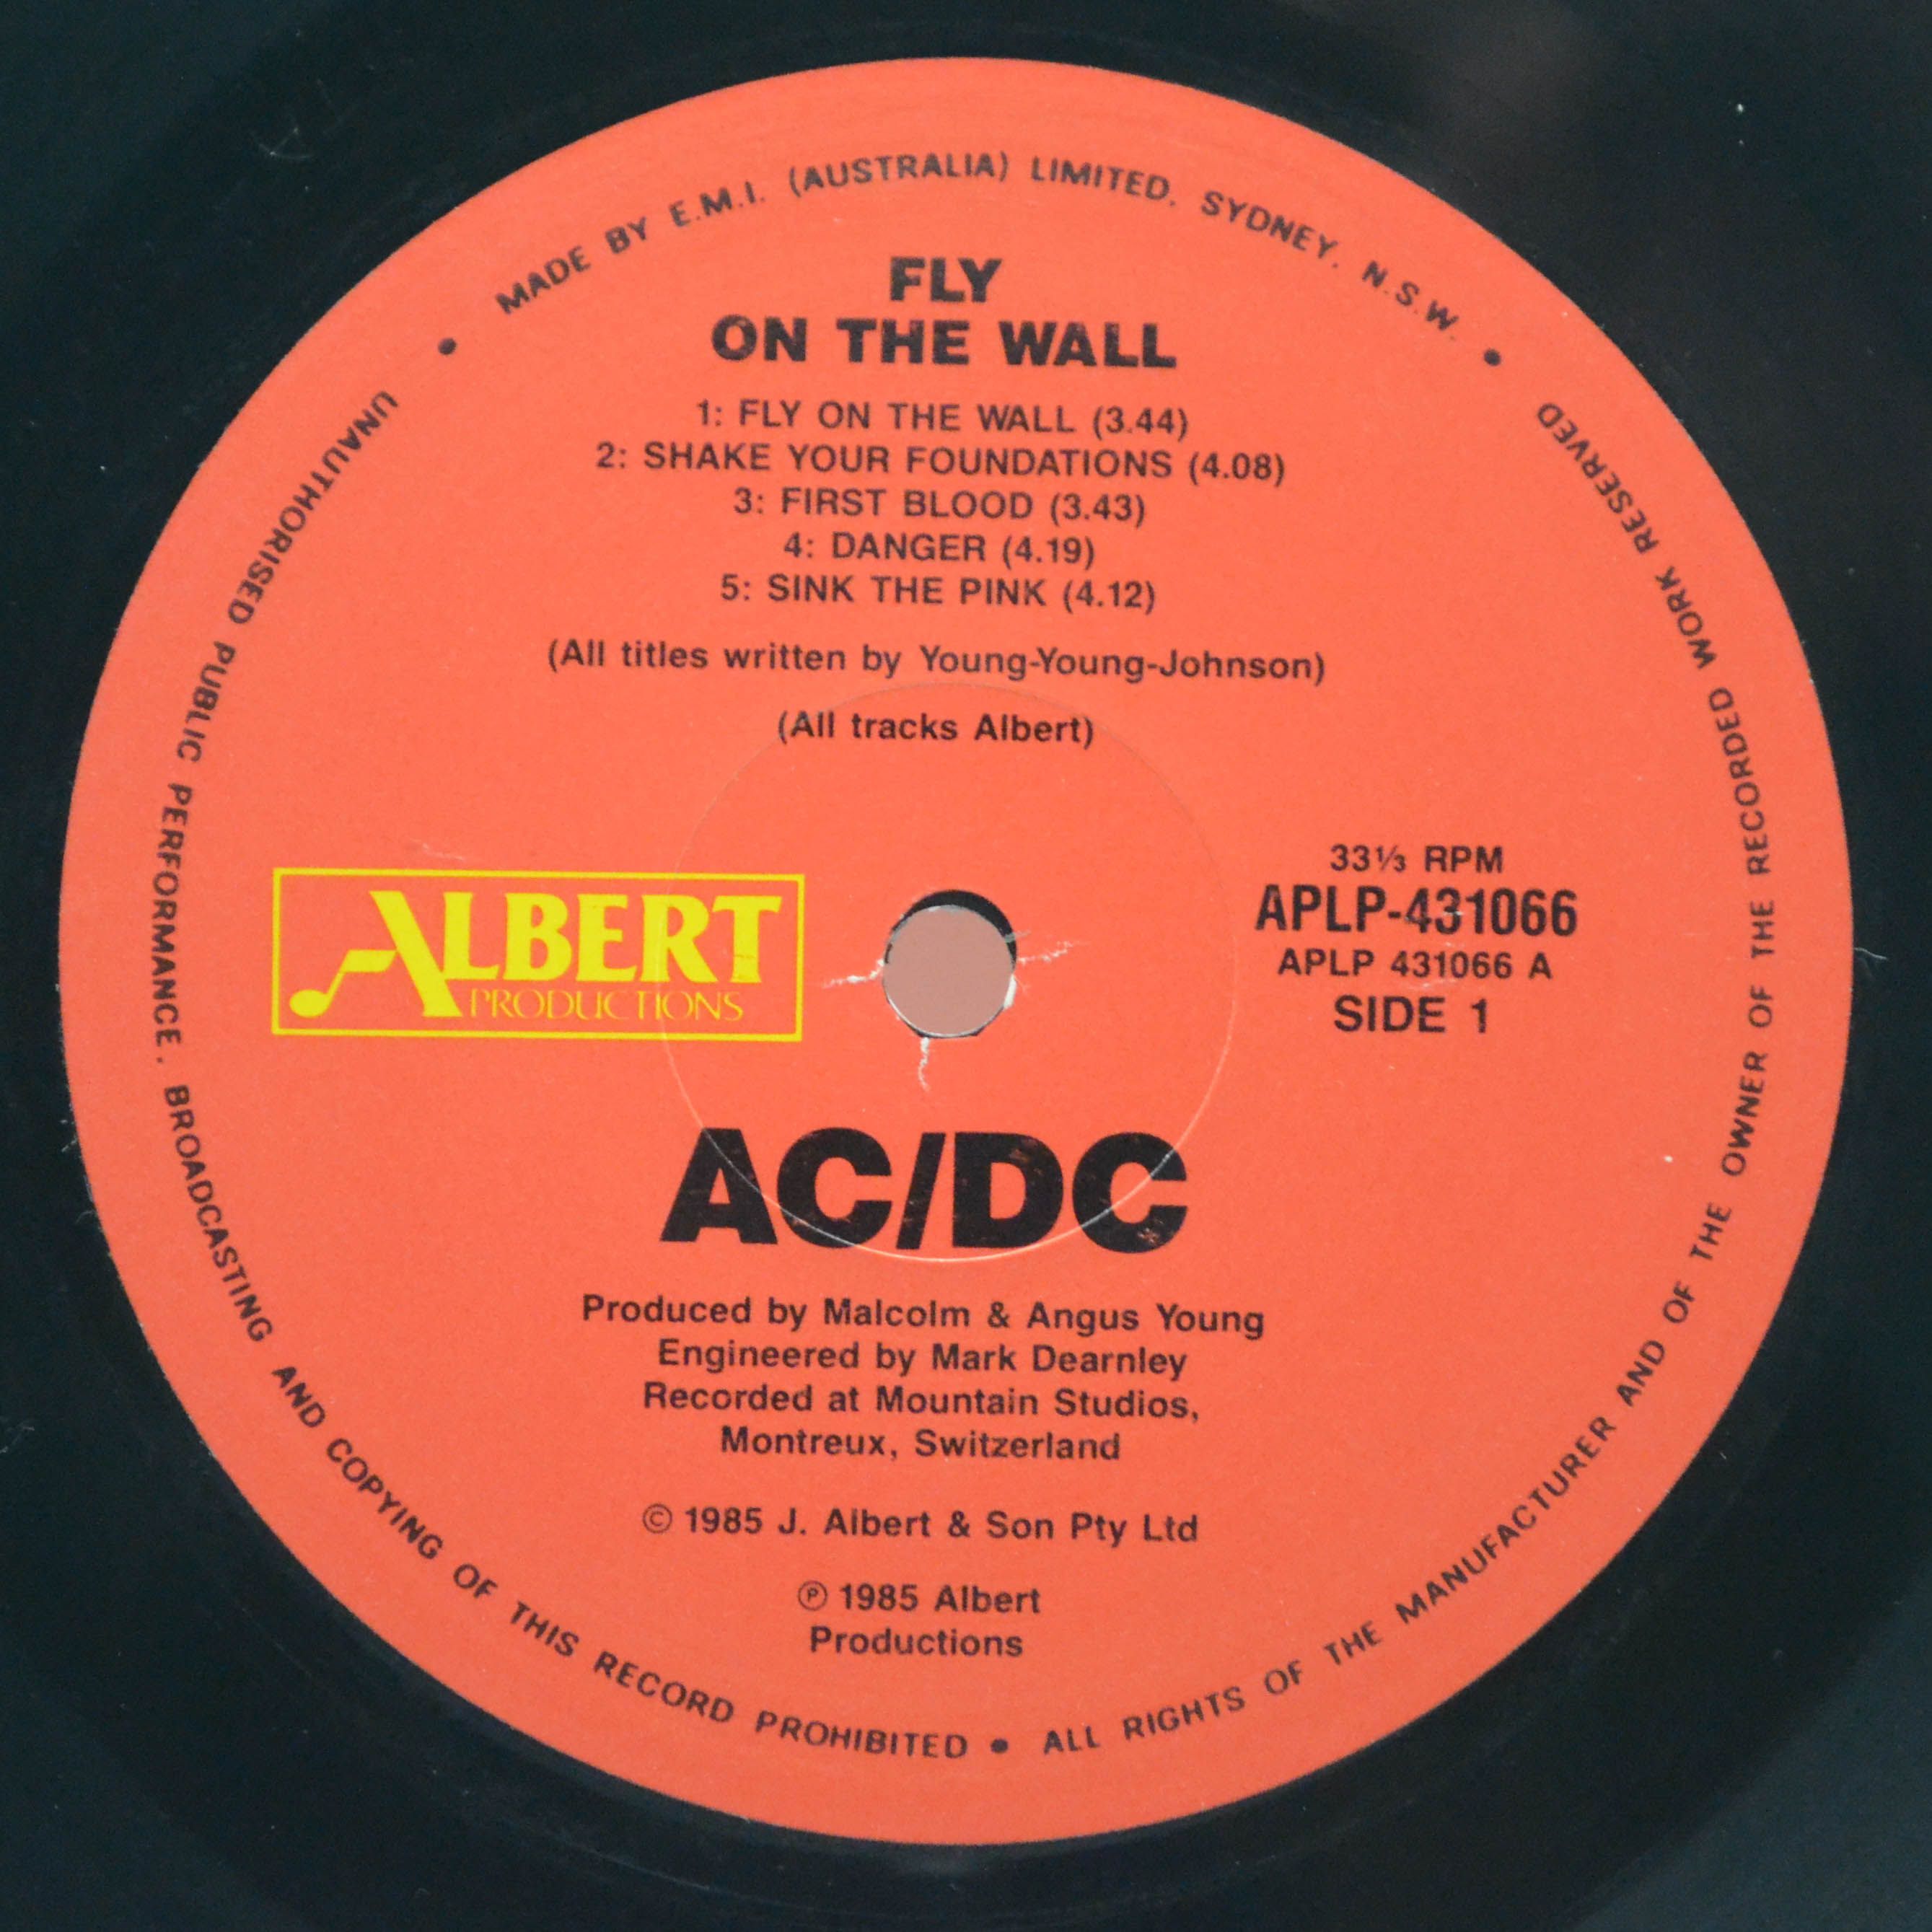 MADE BY E.M.I. (AUSTRALIA) LIMITED. SYDNEY. N.S.W. •
FLY
ON THE WALL
1: FLY ON THE WALL (3.44)
2: SHAKE YOUR FOUNDATIONS (4.08)
3: FIRST BLOOD (3.43)
4: DANGER (4.19)
5: SINK THE PINK (4.12)
(All titles written by Young-Young-Johnson)
(All tracks Albert)
ALBERT
PRODUCTIONS
33⅓ RPM
APLP-431066
APLP 431066 A
SIDE 1
AC/DC
Produced by Malcolm & Angus Young
Engineered by Mark Dearnley
Recorded at Mountain Studios,
Montreux, Switzerland
© 1985 J. Albert & Son Pty Ltd
℗ 1985 Albert
Productions
ALL RIGHTS OF THE MANUFACTURER AND OF THE OWNER OF THE RECORDED WORK RESERVED
• UNAUTHORISED PUBLIC PERFORMANCE. BROADCASTING AND COPYING OF THIS RECORD PROHIBITED •